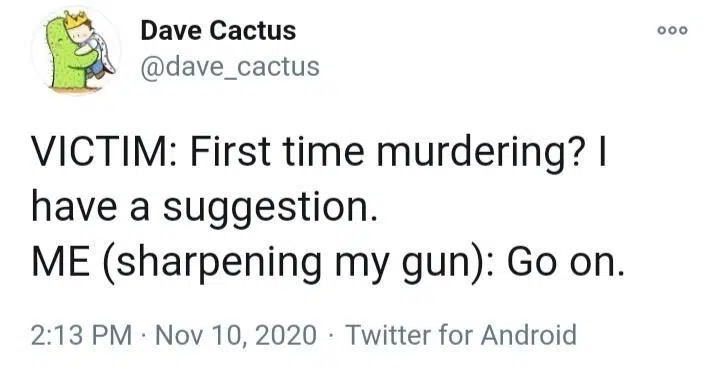 Dave Cactus
@dave_cactus
VICTIM: First time murdering? I
have a suggestion.
ME (sharpening my gun): Go on.
2:13 PM · Nov 10, 2020 · Twitter for Android